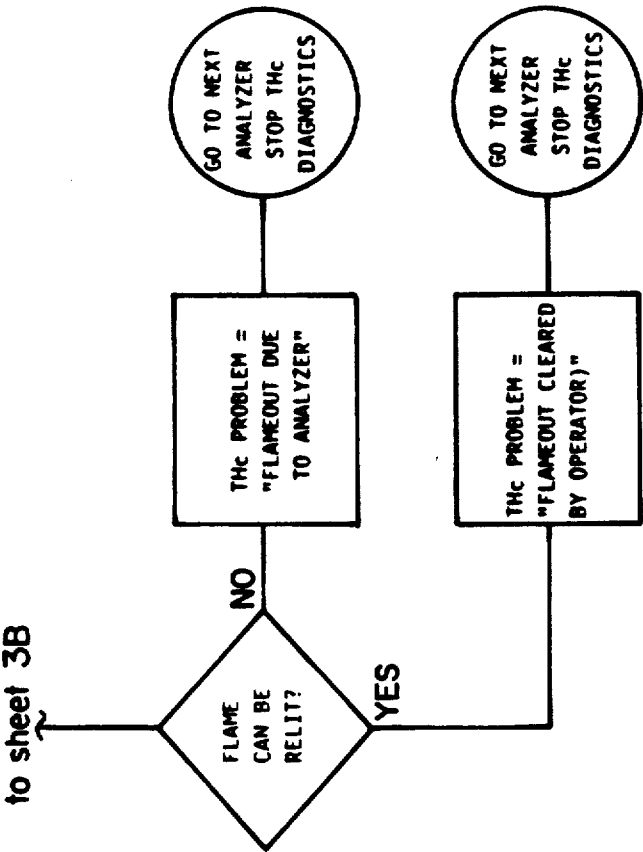 to sheet 3B
FLAME
CAN BE
RELIT?
NO
THc PROBLEM =
"FLAMEOUT DUE
TO ANALYZER"
GO TO NEXT
ANALYZER
STOP THc
DIAGNOSTICS
YES
THc PROBLEM =
"FLAMEOUT CLEARED
BY OPERATOR)"
GO TO NEXT
ANALYZER
STOP THc
DIAGNOSTICS